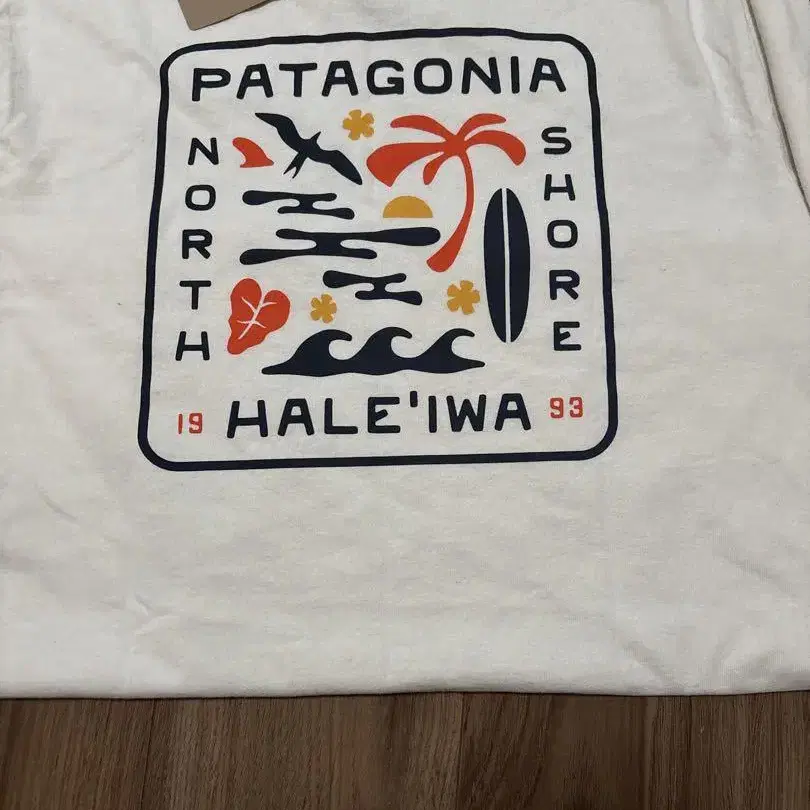 PATAGONIA
NORTH
SHORE
19 HALE'IWA 93